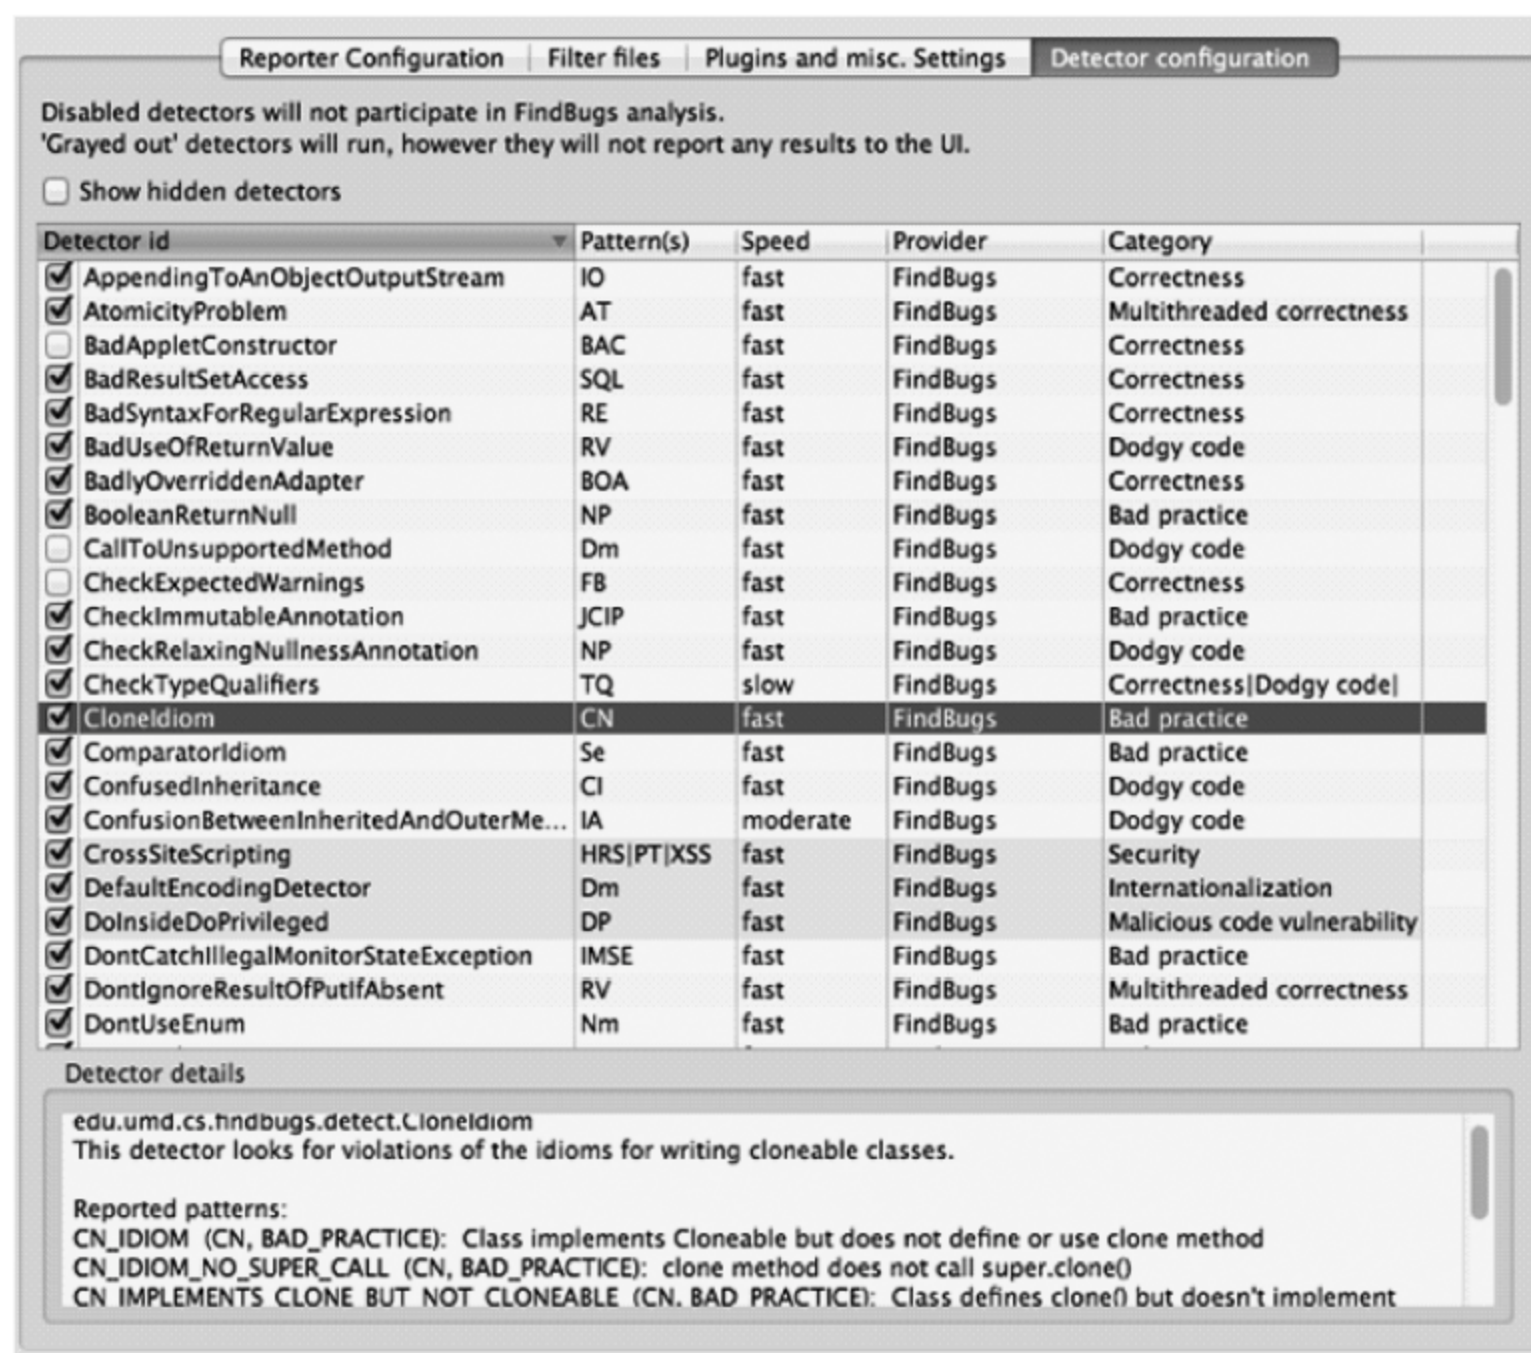 Reporter Configuration Filter files Plugins and misc. Settings Detector configuration
Disabled detectors will not participate in FindBugs analysis.
'Grayed out' detectors will run, however they will not report any results to the UI.
Show hidden detectors
Detector id Pattern(s) Speed Provider Category
AppendingToAnObjectOutputStream IO fast FindBugs Correctness
AtomicityProblem AT fast FindBugs Multithreaded correctness
BadAppletConstructor BAC fast FindBugs Correctness
BadResultSetAccess SQL fast FindBugs Correctness
BadSyntaxForRegularExpression RE fast FindBugs Correctness
BadUseOfReturnValue RV fast FindBugs Dodgy code
BadlyOverriddenAdapter BOA fast FindBugs Correctness
BooleanReturnNull NP fast FindBugs Bad practice
CallToUnsupportedMethod Dm fast FindBugs Dodgy code
CheckExpectedWarnings FB fast FindBugs Correctness
CheckImmutableAnnotation JCIP fast FindBugs Bad practice
CheckRelaxingNullnessAnnotation NP fast FindBugs Dodgy code
CheckTypeQualifiers TQ slow FindBugs Correctness|Dodgy code|
CloneIdiom CN fast FindBugs Bad practice
ComparatorIdiom Se fast FindBugs Bad practice
ConfusedInheritance CI fast FindBugs Dodgy code
ConfusionBetweenInheritedAndOuterMe... IA moderate FindBugs Dodgy code
CrossSiteScripting HRS|PT|XSS fast FindBugs Security
DefaultEncodingDetector Dm fast FindBugs Internationalization
DoInsideDoPrivileged DP fast FindBugs Malicious code vulnerability
DontCatchIllegalMonitorStateException IMSE fast FindBugs Bad practice
DontIgnoreResultOfPutIfAbsent RV fast FindBugs Multithreaded correctness
DontUseEnum Nm fast FindBugs Bad practice
Detector details
edu.umd.cs.findbugs.detect.CloneIdiom
This detector looks for violations of the idioms for writing cloneable classes.
Reported patterns:
CN_IDIOM (CN, BAD_PRACTICE): Class implements Cloneable but does not define or use clone method
CN_IDIOM_NO_SUPER_CALL (CN, BAD_PRACTICE): clone method does not call super.clone()
CN_IMPLEMENTS_CLONE_BUT_NOT_CLONEABLE (CN, BAD_PRACTICE): Class defines clone() but doesn't implement